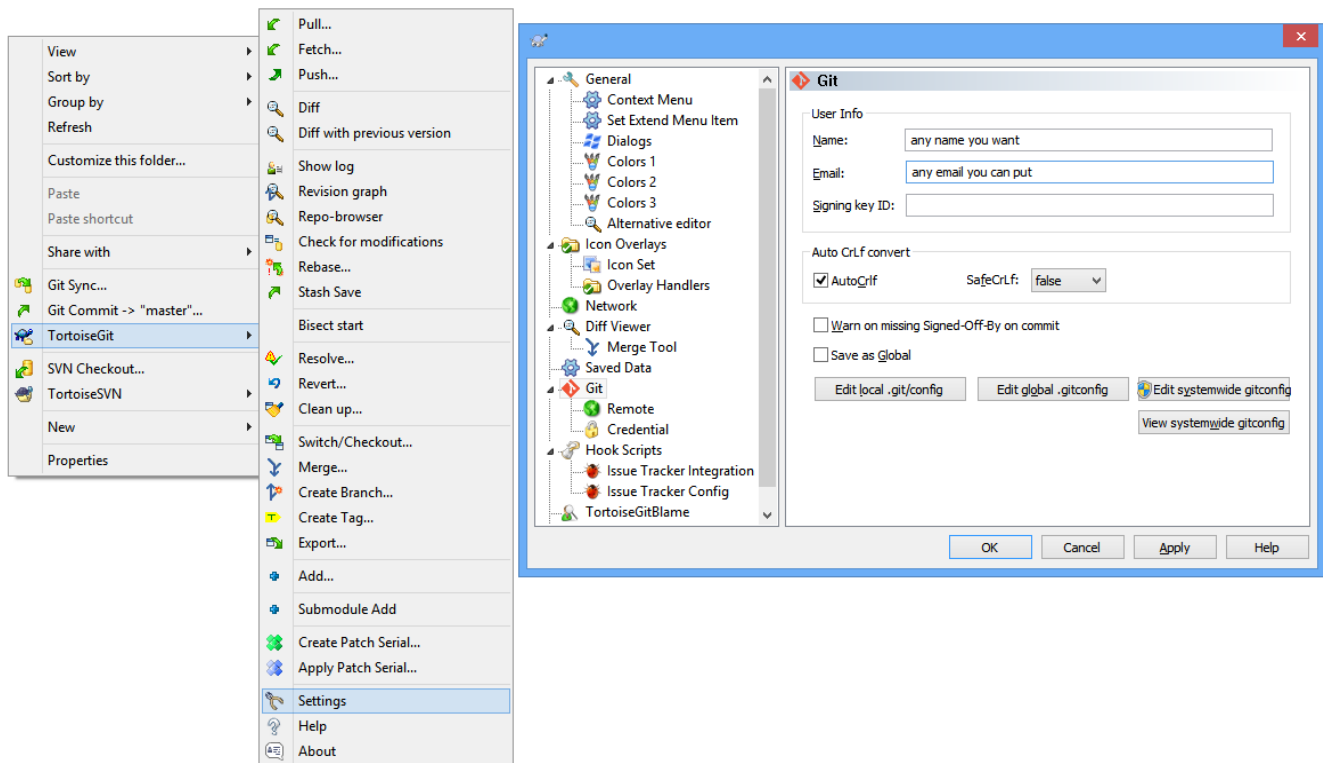 View
Sort by
Group by
Refresh
Customize this folder...
Paste
Paste shortcut
Share with
Git Sync...
Git Commit -> "master"...
TortoiseGit
SVN Checkout...
TortoiseSVN
New
Properties
Pull...
Fetch...
Push...
Diff
Diff with previous version
Show log
Revision graph
Repo-browser
Check for modifications
Rebase...
Stash Save
Bisect start
Resolve...
Revert...
Clean up...
Switch/Checkout...
Merge...
Create Branch...
Create Tag...
Export...
Add...
Submodule Add
Create Patch Serial...
Apply Patch Serial...
Settings
Help
About
General
Context Menu
Set Extend Menu Item
Dialogs
Colors 1
Colors 2
Colors 3
Alternative editor
Icon Overlays
Icon Set
Overlay Handlers
Network
Diff Viewer
Merge Tool
Saved Data
Git
Remote
Credential
Hook Scripts
Issue Tracker Integration
Issue Tracker Config
TortoiseGitBlame
Git
User Info
Name: any name you want
Email: any email you can put
Signing key ID:
Auto CrLf convert
AutoCrlf SafeCrLf: false
Warn on missing Signed-Off-By on commit
Save as Global
Edit local .git/config Edit global .gitconfig Edit systemwide gitconfig
View systemwide gitconfig
OK Cancel Apply Help